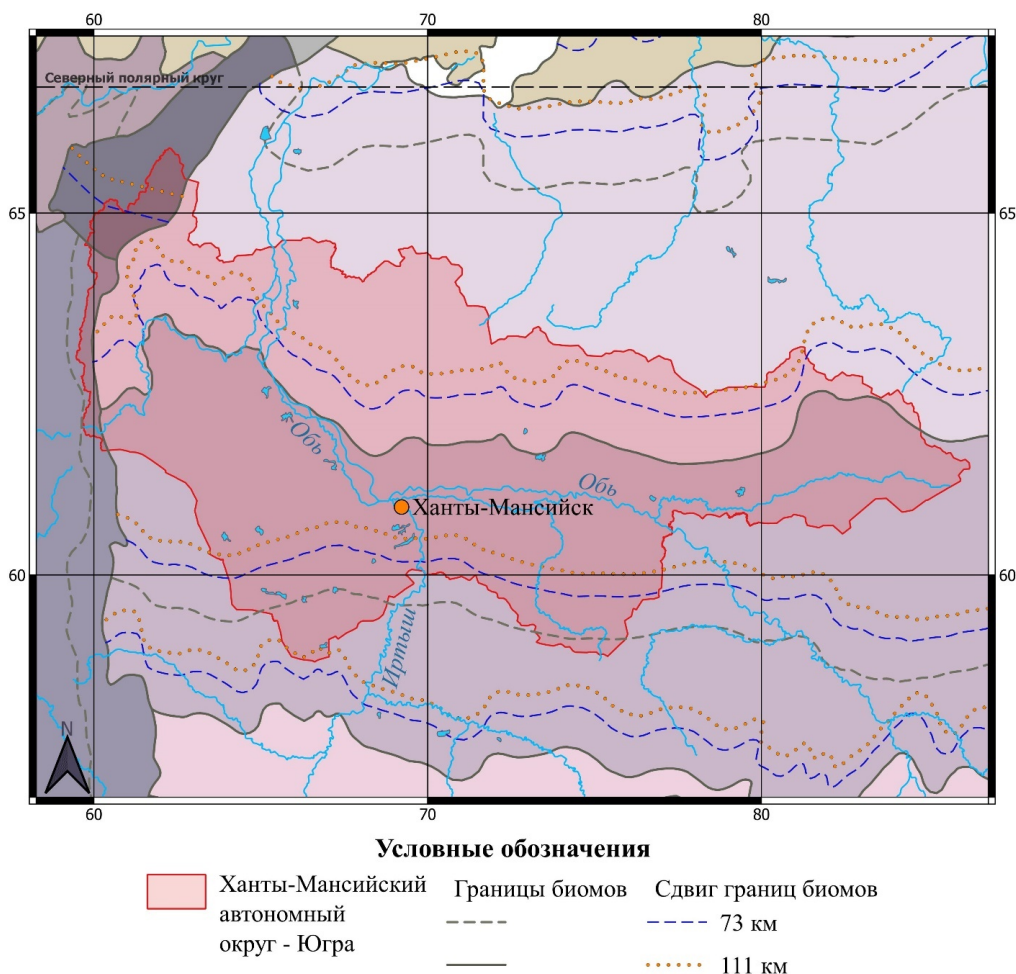 60 70 80
Северный полярный круг
65 65
Обь
Обь
Ханты-Мансийск
60 60
Иртыш
N
60 70 80
Условные обозначения
Ханты-Мансийский
автономный
округ - Югра
Границы биомов
Сдвиг границ биомов
73 км
111 км